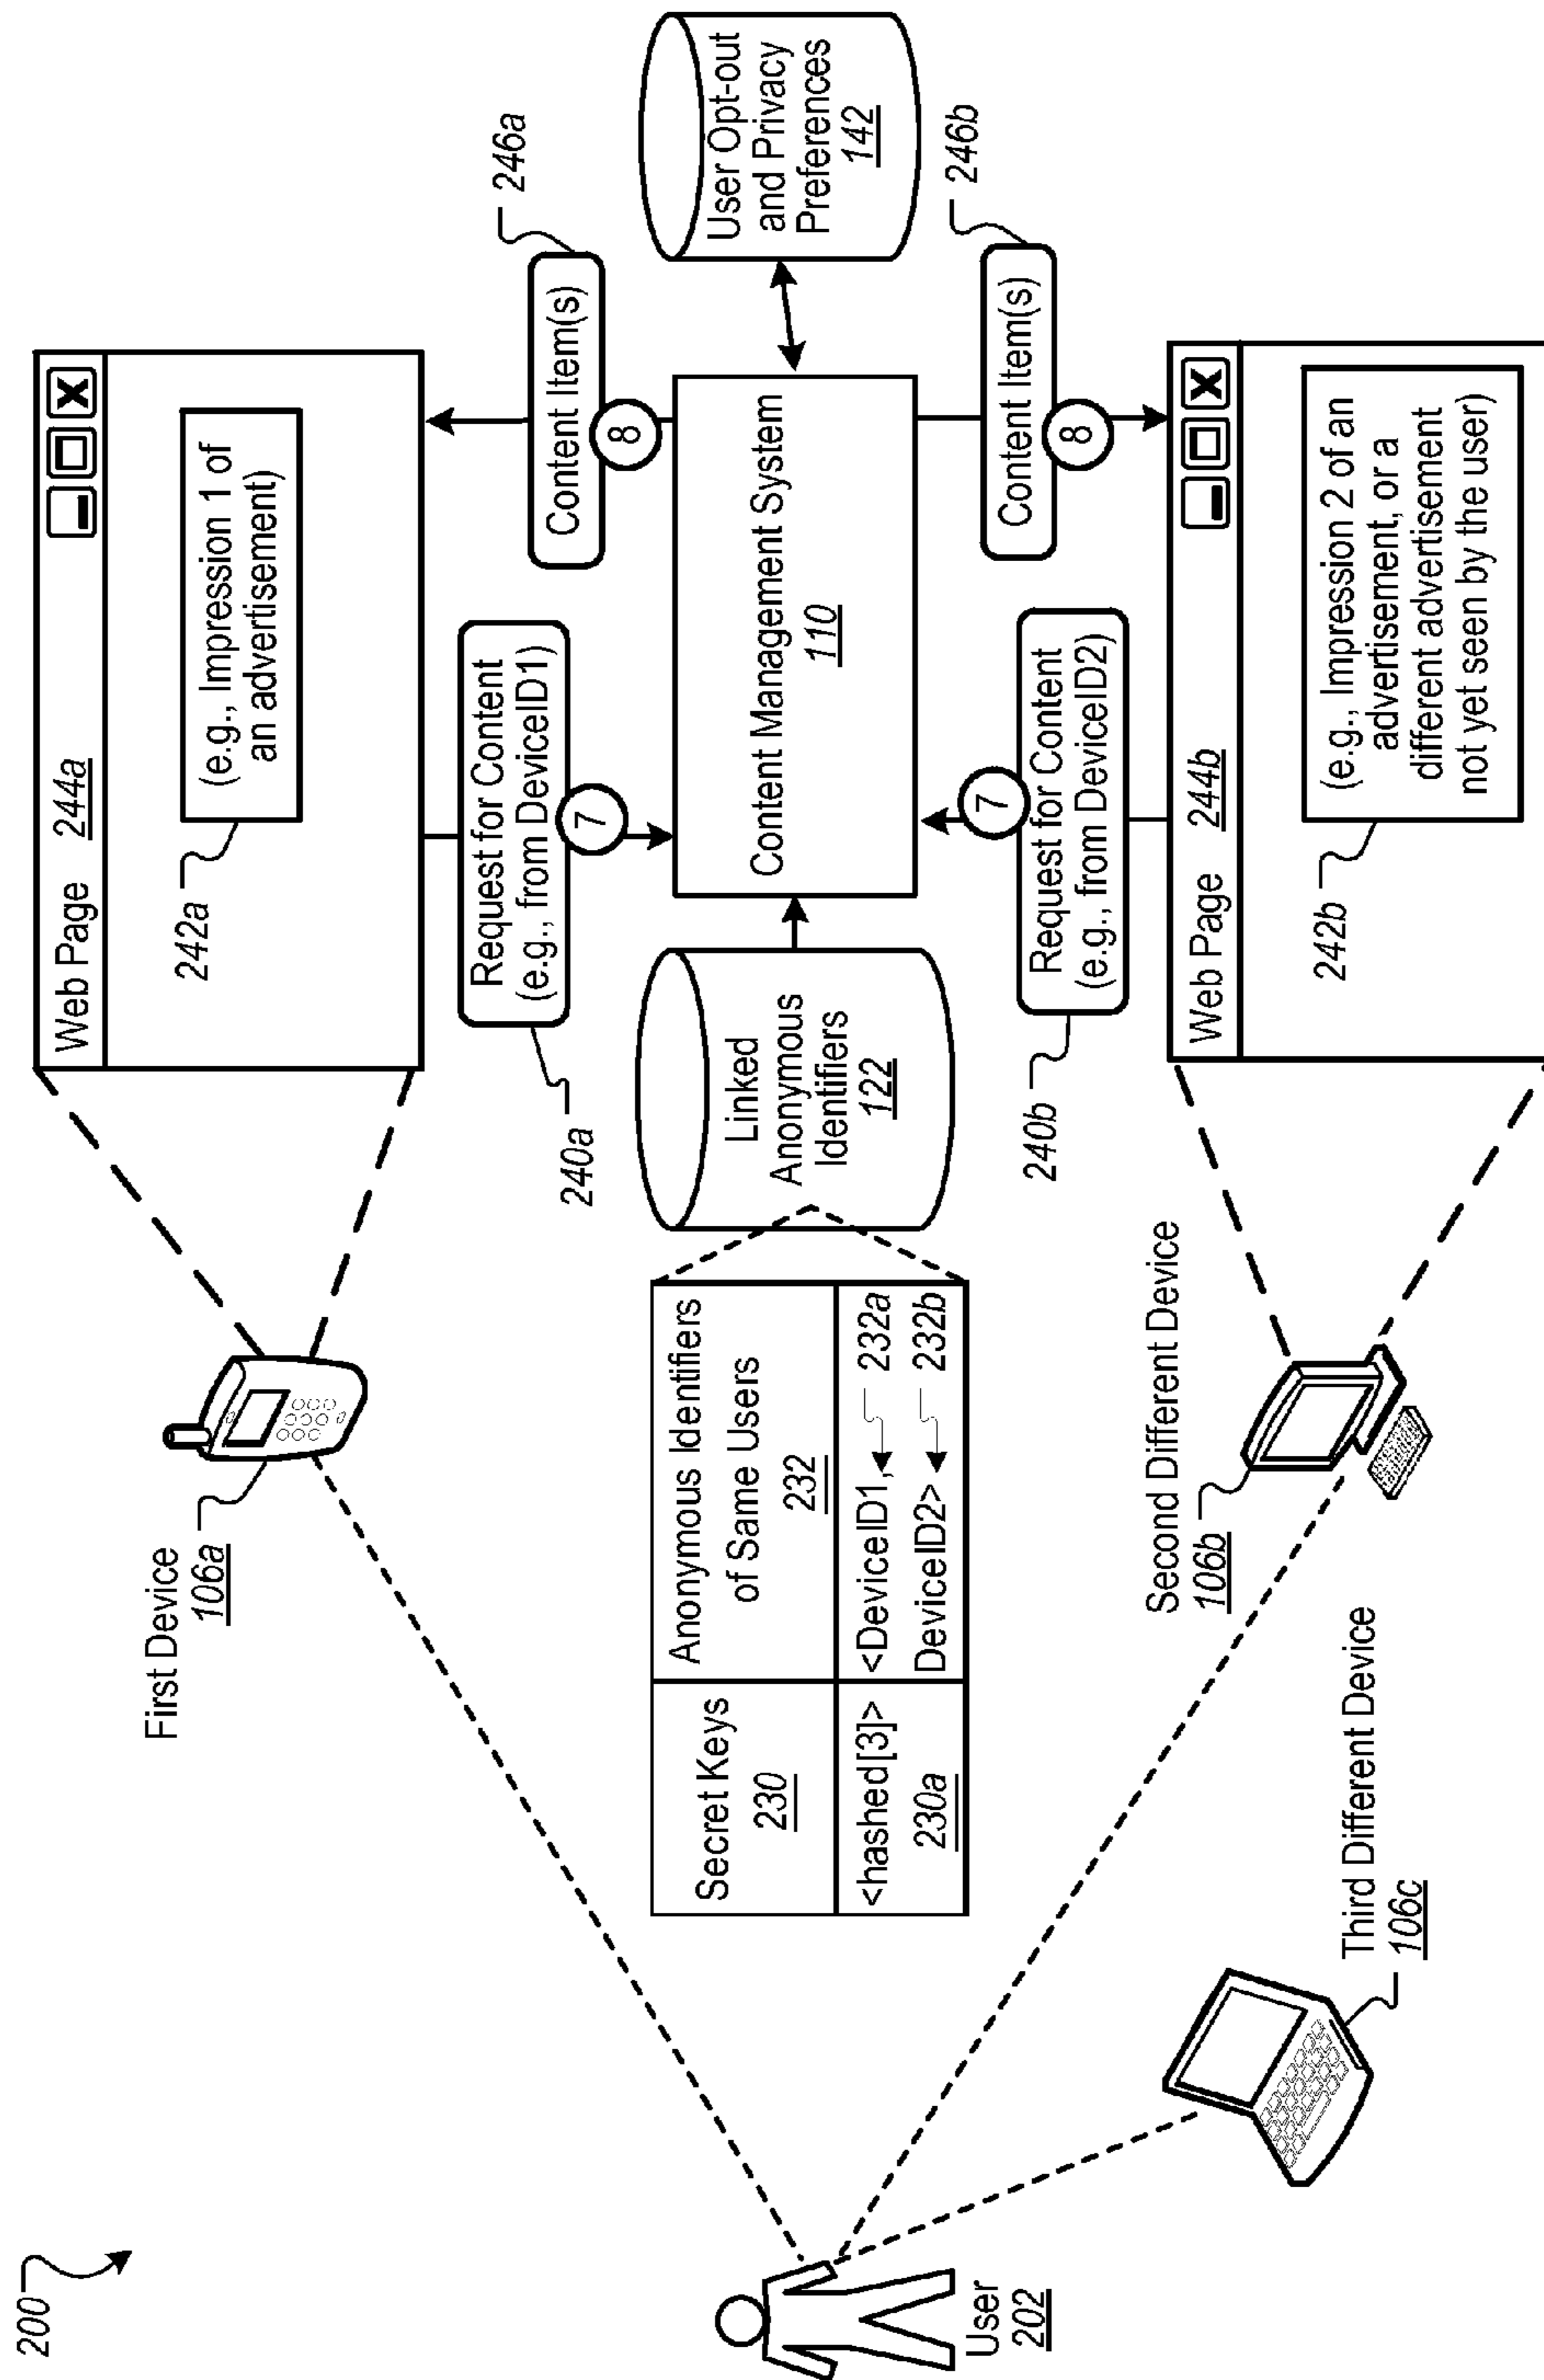 200
User
202
First Device
106a
Third Different Device
106c
Second Different Device
106b
Secret Keys
230
Anonymous Identifiers
of Same Users
232
<hashed[3]>
230a
<DeviceID1,
232a
DeviceID2>
232b
Linked
Anonymous
Identifiers
122
Web Page 244a
242a
(e.g., Impression 1 of
an advertisement)
240a
Request for Content
(e.g., from DeviceID1)
7
Content Item(s)
8
246a
Content Management System
110
User Opt-out
and Privacy
Preferences
142
240b
Request for Content
(e.g., from DeviceID2)
7
Content Item(s)
8
246b
Web Page 244b
242b
(e.g., Impression 2 of an
advertisement, or a
different advertisement
not yet seen by the user)